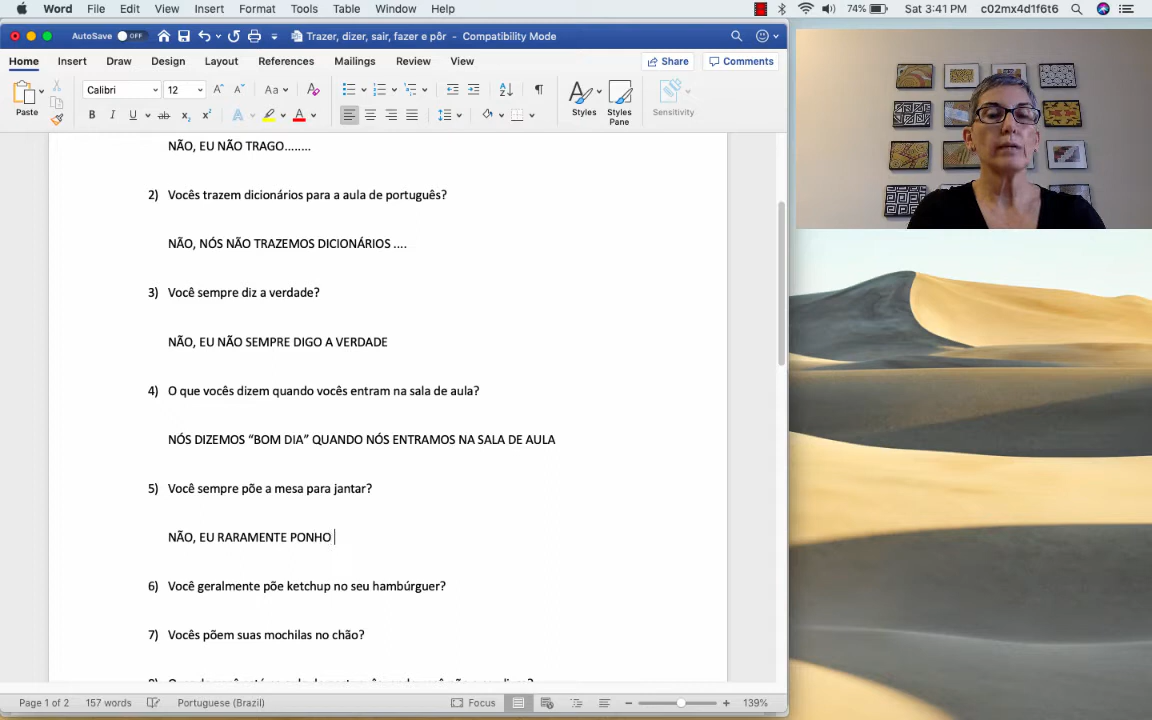 Word File Edit View Insert Format Tools Table Window Help 74% Sat 3:41 PM c02mx4d1f6t6
AutoSave OFF Trazer, dizer, sair, fazer e pôr - Compatibility Mode
Home Insert Draw Design Layout References Mailings Review View Share Comments
Paste Calibri 12 Aa A Styles Styles Pane Sensitivity
NÃO, EU NÃO TRAGO........
2) Vocês trazem dicionários para a aula de português?
NÃO, NÓS NÃO TRAZEMOS DICIONÁRIOS ....
3) Você sempre diz a verdade?
NÃO, EU NÃO SEMPRE DIGO A VERDADE
4) O que vocês dizem quando vocês entram na sala de aula?
NÓS DIZEMOS “BOM DIA” QUANDO NÓS ENTRAMOS NA SALA DE AULA
5) Você sempre põe a mesa para jantar?
NÃO, EU RARAMENTE PONHO
6) Você geralmente põe ketchup no seu hambúrguer?
7) Vocês põem suas mochilas no chão?
Page 1 of 2 157 words Portuguese (Brazil) Focus 139%